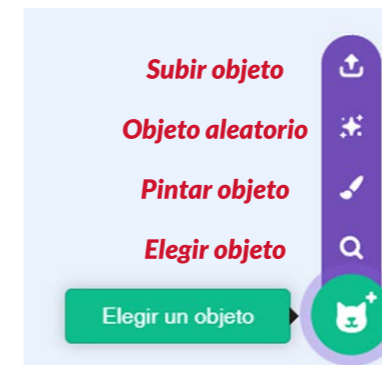 Subir objeto
Objeto aleatorio
Pintar objeto
Elegir objeto
Elegir un objeto